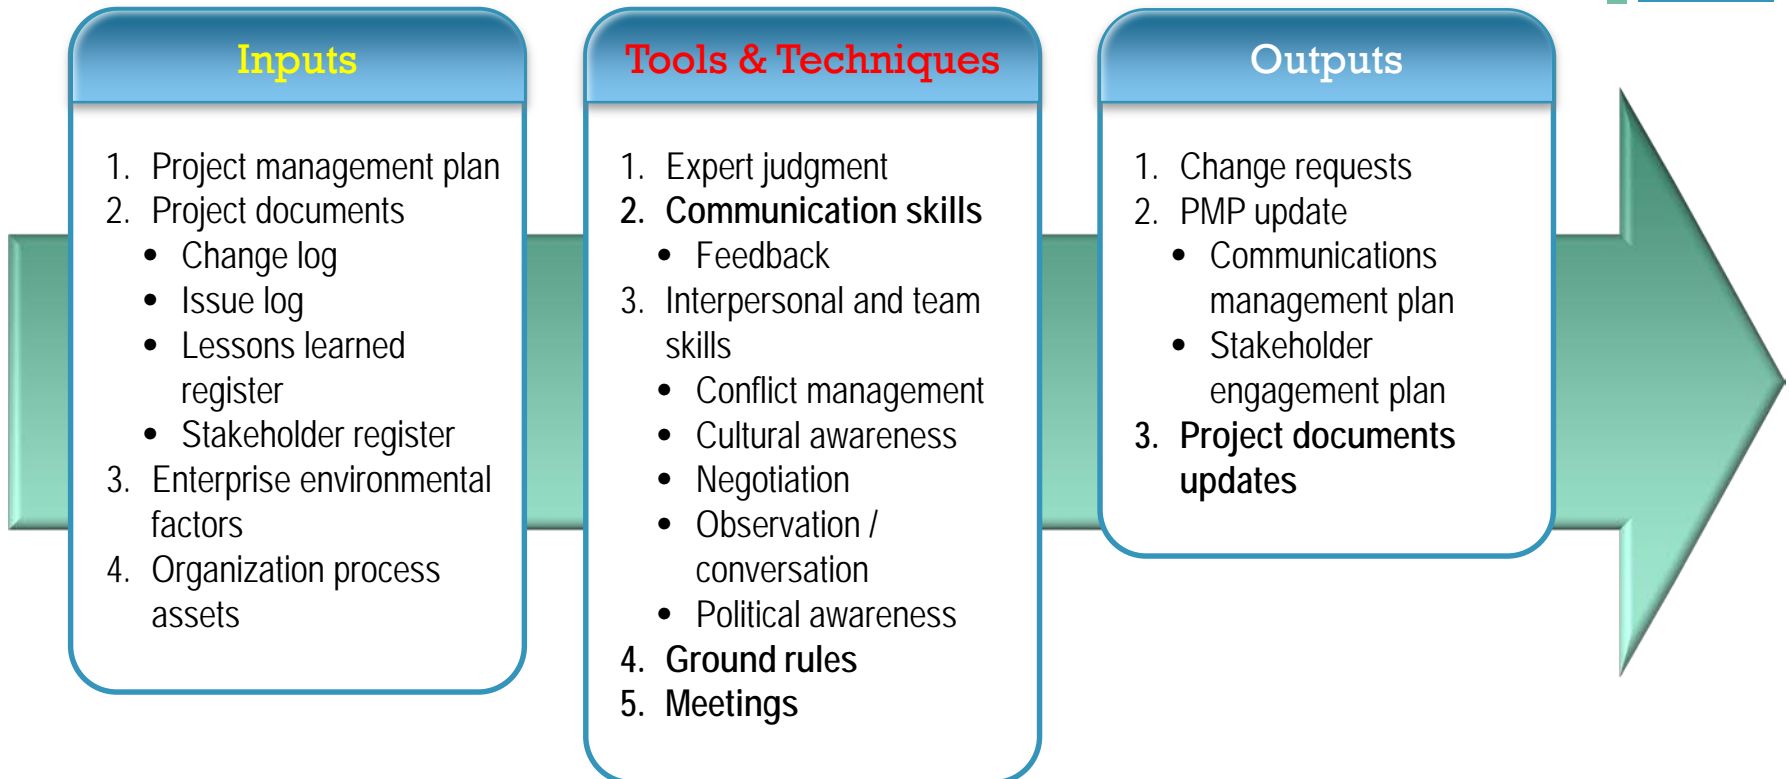 Inputs
1. Project management plan
2. Project documents
• Change log
• Issue log
• Lessons learned
register
• Stakeholder register
3. Enterprise environmental
factors
4. Organization process
assets
Tools & Techniques
1. Expert judgment
2. Communication skills
• Feedback
3. Interpersonal and team
skills
• Conflict management
• Cultural awareness
• Negotiation
• Observation /
conversation
• Political awareness
4. Ground rules
5. Meetings
Outputs
1. Change requests
2. PMP update
• Communications
management plan
• Stakeholder
engagement plan
3. Project documents
updates